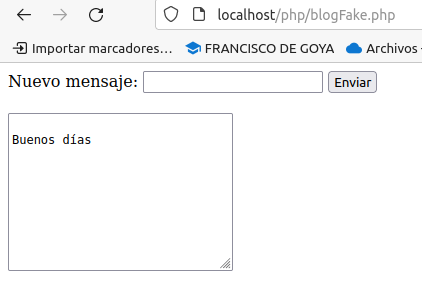 localhost/php/blogFake.php
Importar marcadores… FRANCISCO DE GOYA Archivos -
Nuevo mensaje: Enviar
Buenos días